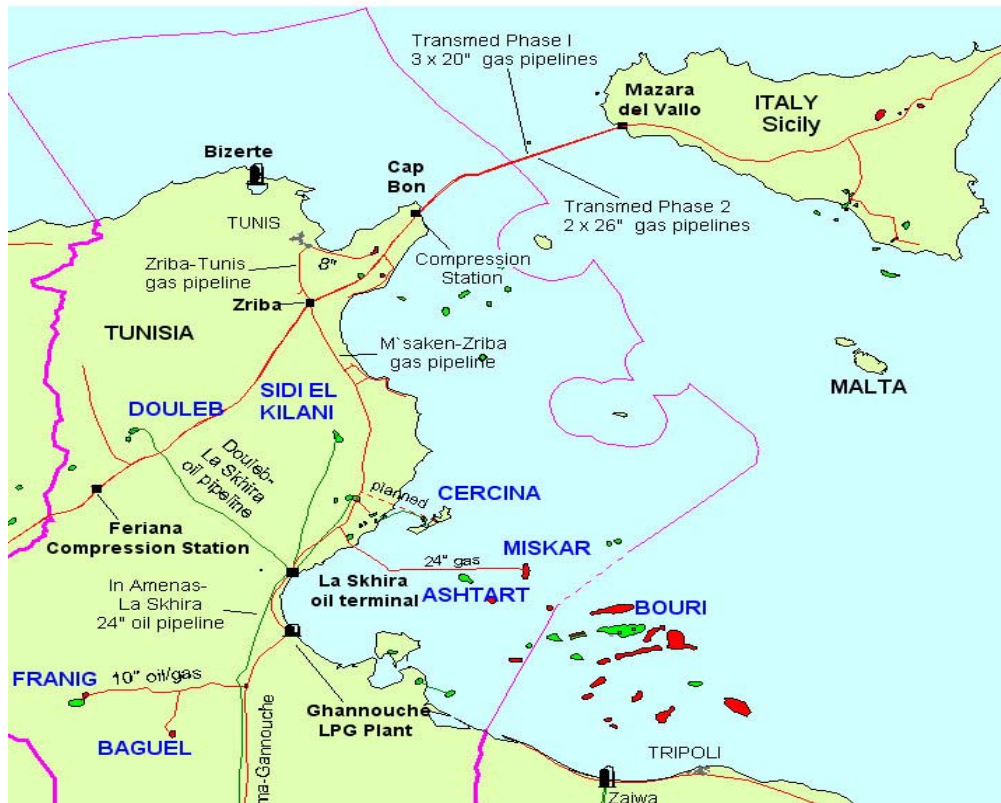 Transmed Phase I
3 x 20" gas pipelines
Mazara
del Vallo
ITALY
Sicily
Bizerte
Cap
Bon
TUNIS
Transmed Phase 2
2 x 26" gas pipelines
8"
Compression
Station
Zriba-Tunis
gas pipeline
Zriba
TUNISIA
M`saken-Zriba
gas pipeline
MALTA
SIDI EL
KILANI
DOULEB
Douleb-
La Skhira
oil pipeline
planned
CERCINA
Feriana
Compression Station
24" gas
MISKAR
La Skhira
oil terminal
ASHTART
BOURI
In Amenas-
La Skhira
24" oil pipeline
FRANIG
10" oil/gas
BAGUEL
Ghannouche
LPG Plant
ma-Gannouche
TRIPOLI
Zaiwa